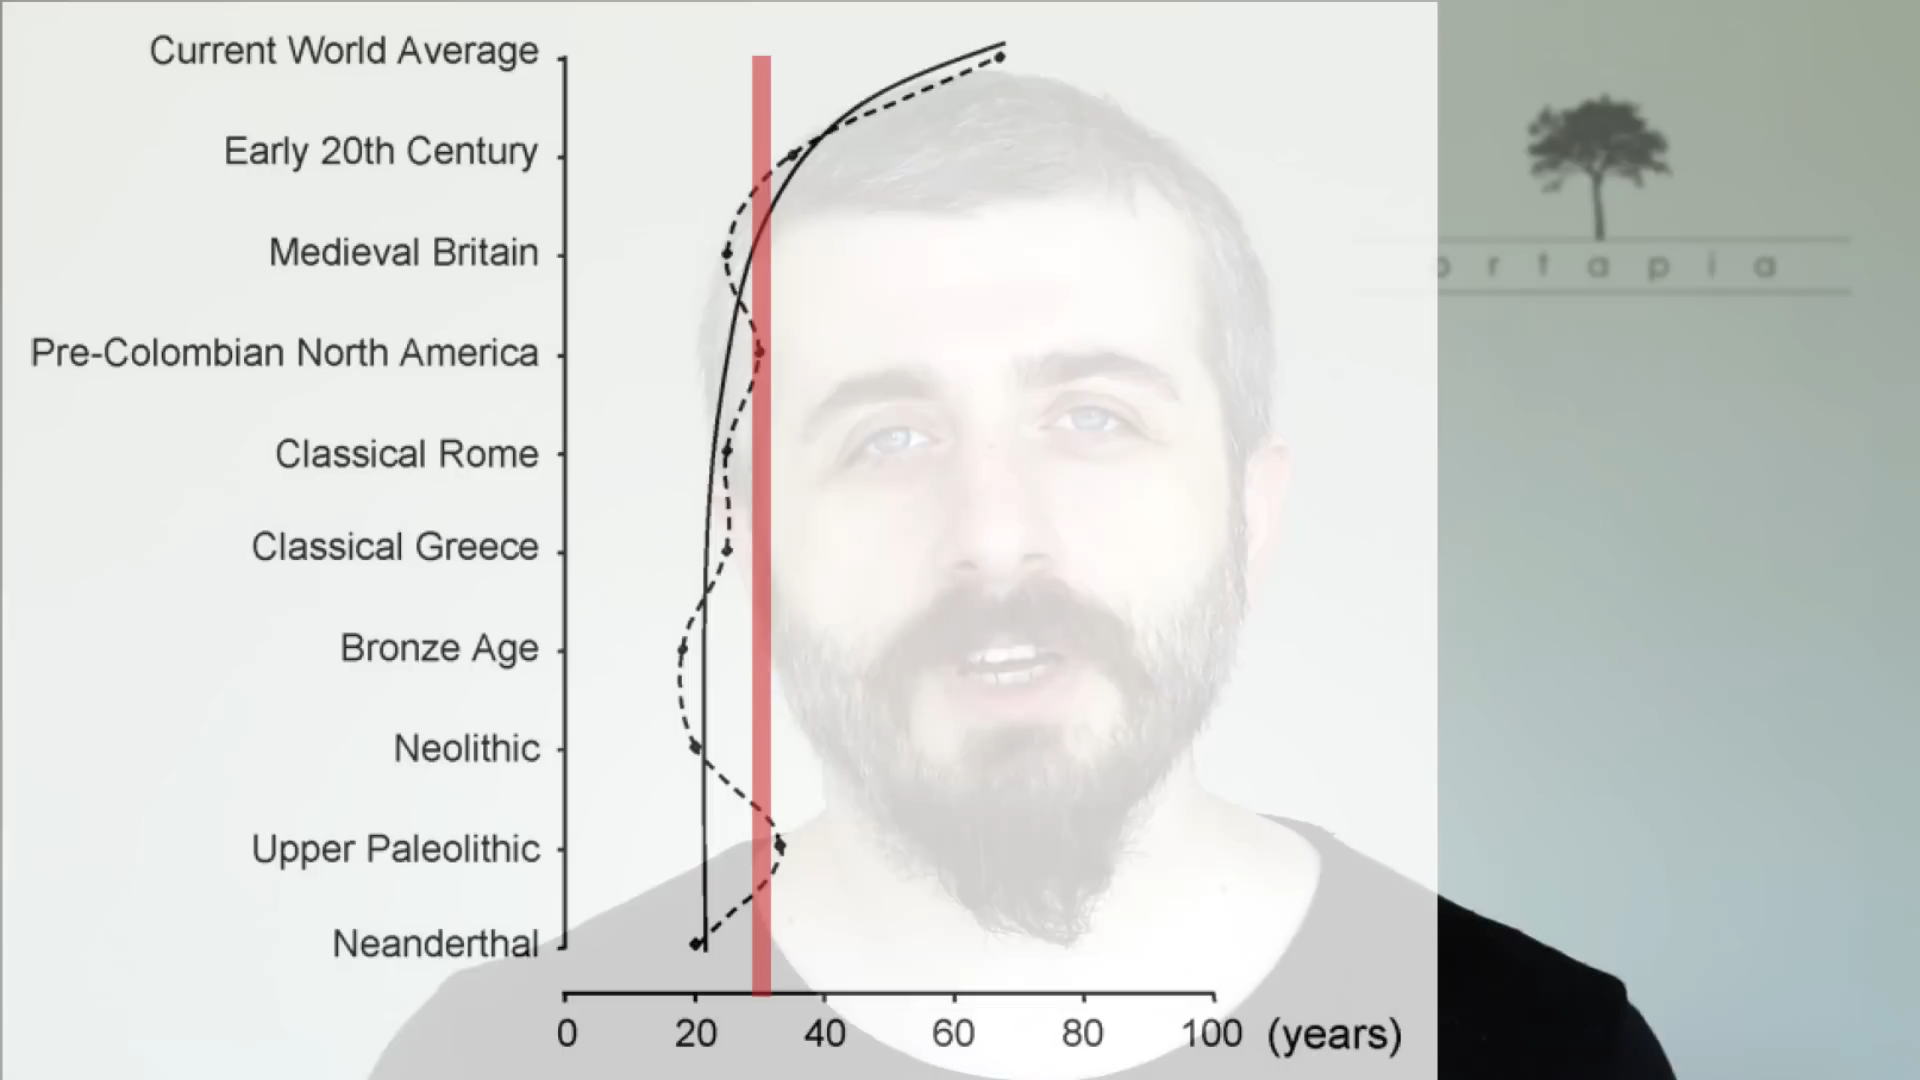 Current World Average
Early 20th Century
Medieval Britain
Pre-Colombian North America
Classical Rome
Classical Greece
Bronze Age
Neolithic
Upper Paleolithic
Neanderthal
0 20 40 60 80 100 (years)